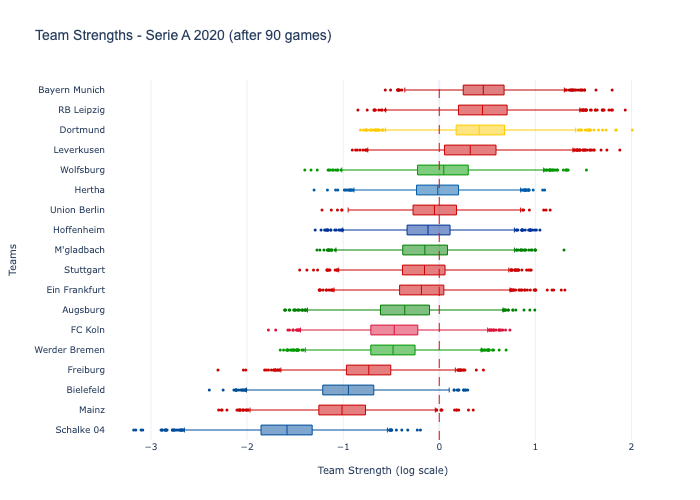 Team Strengths - Serie A 2020 (after 90 games)
Bayern Munich
RB Leipzig
Dortmund
Leverkusen
Wolfsburg
Hertha
Union Berlin
Hoffenheim
M'gladbach
Stuttgart
Ein Frankfurt
Augsburg
FC Koln
Werder Bremen
Freiburg
Bielefeld
Mainz
Schalke 04
Teams
−3 −2 −1 0 1 2
Team Strength (log scale)